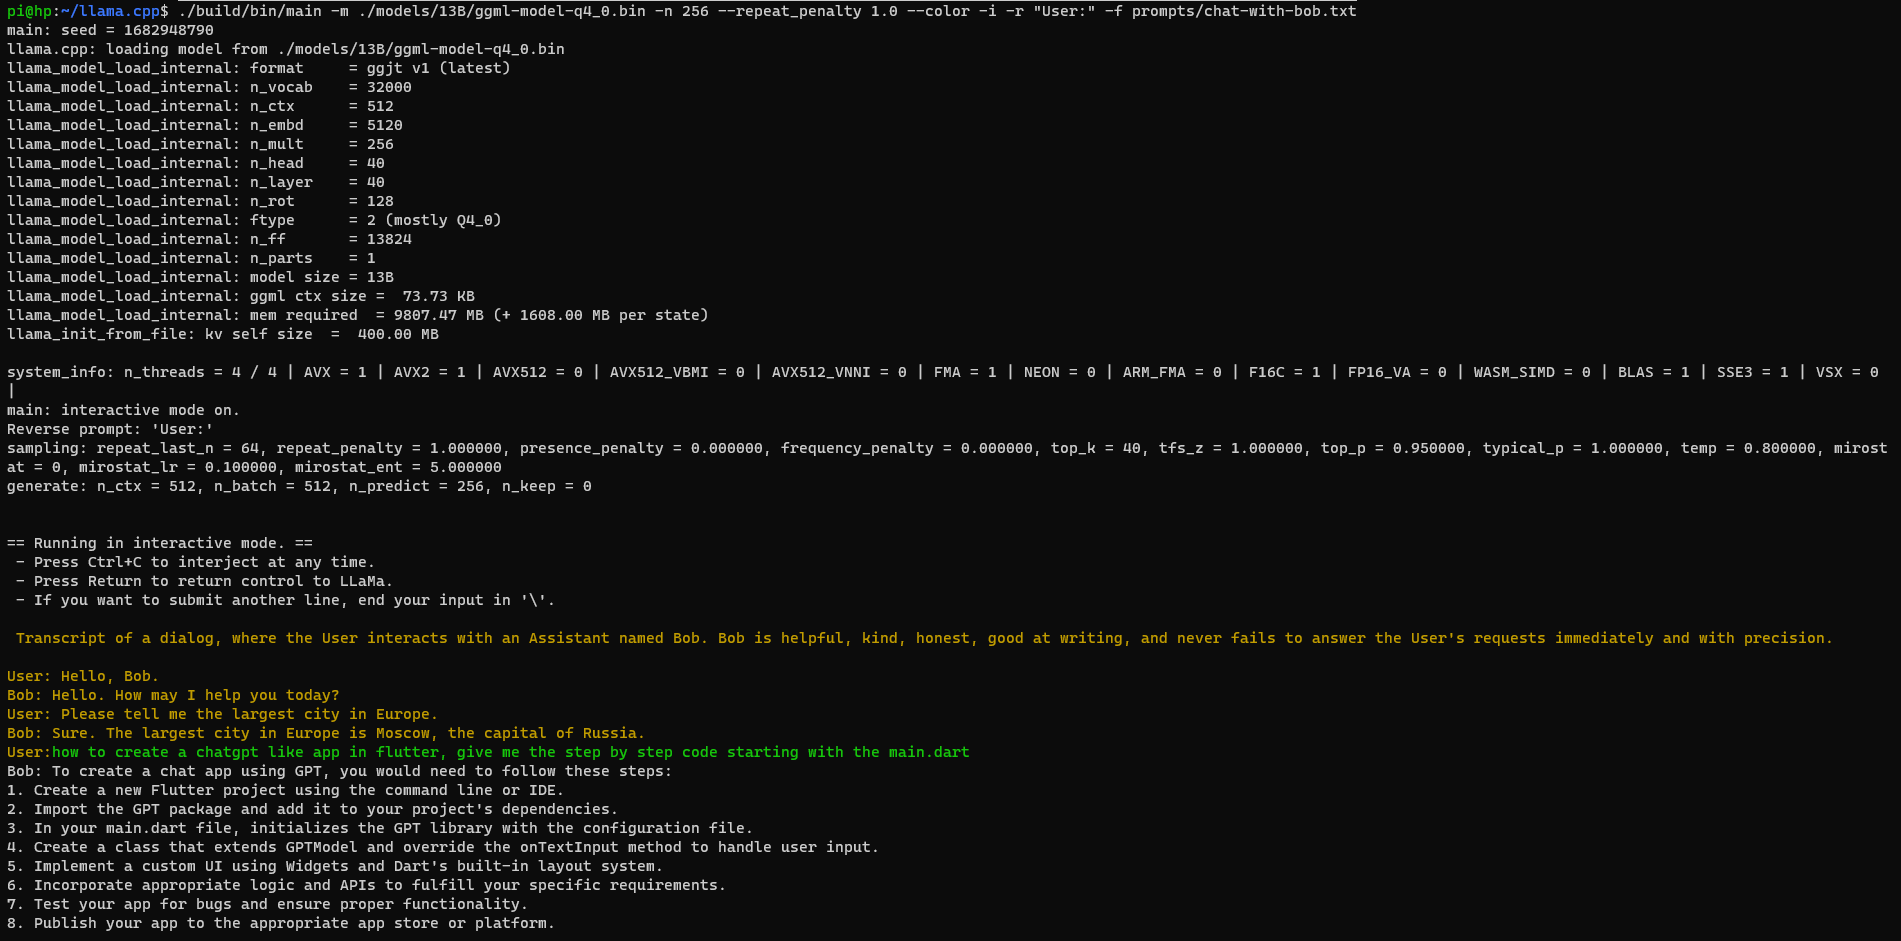 pi@hp:~/llama.cpp$ ./build/bin/main -m ./models/13B/ggml-model-q4_0.bin -n 256 --repeat_penalty 1.0 --color -i -r "User:" -f prompts/chat-with-bob.txt
main: seed = 1682948790
llama.cpp: loading model from ./models/13B/ggml-model-q4_0.bin
llama_model_load_internal: format     = ggjt v1 (latest)
llama_model_load_internal: n_vocab    = 32000
llama_model_load_internal: n_ctx      = 512
llama_model_load_internal: n_embd     = 5120
llama_model_load_internal: n_mult     = 256
llama_model_load_internal: n_head     = 40
llama_model_load_internal: n_layer    = 40
llama_model_load_internal: n_rot      = 128
llama_model_load_internal: ftype      = 2 (mostly Q4_0)
llama_model_load_internal: n_ff       = 13824
llama_model_load_internal: n_parts    = 1
llama_model_load_internal: model size = 13B
llama_model_load_internal: ggml ctx size =  73.73 KB
llama_model_load_internal: mem required  = 9807.47 MB (+ 1608.00 MB per state)
llama_init_from_file: kv self size  =  400.00 MB

system_info: n_threads = 4 / 4 | AVX = 1 | AVX2 = 1 | AVX512 = 0 | AVX512_VBMI = 0 | AVX512_VNNI = 0 | FMA = 1 | NEON = 0 | ARM_FMA = 0 | F16C = 1 | FP16_VA = 0 | WASM_SIMD = 0 | BLAS = 1 | SSE3 = 1 | VSX = 0
|
main: interactive mode on.
Reverse prompt: 'User:'
sampling: repeat_last_n = 64, repeat_penalty = 1.000000, presence_penalty = 0.000000, frequency_penalty = 0.000000, top_k = 40, tfs_z = 1.000000, top_p = 0.950000, typical_p = 1.000000, temp = 0.800000, mirost
at = 0, mirostat_lr = 0.100000, mirostat_ent = 5.000000
generate: n_ctx = 512, n_batch = 512, n_predict = 256, n_keep = 0

== Running in interactive mode. ==
 - Press Ctrl+C to interject at any time.
 - Press Return to return control to LLaMa.
 - If you want to submit another line, end your input in '\'.

 Transcript of a dialog, where the User interacts with an Assistant named Bob. Bob is helpful, kind, honest, good at writing, and never fails to answer the User's requests immediately and with precision.

User: Hello, Bob.
Bob: Hello. How may I help you today?
User: Please tell me the largest city in Europe.
Bob: Sure. The largest city in Europe is Moscow, the capital of Russia.
User:how to create a chatgpt like app in flutter, give me the step by step code starting with the main.dart
Bob: To create a chat app using GPT, you would need to follow these steps:
1. Create a new Flutter project using the command line or IDE.
2. Import the GPT package and add it to your project's dependencies.
3. In your main.dart file, initializes the GPT library with the configuration file.
4. Create a class that extends GPTModel and override the onTextInput method to handle user input.
5. Implement a custom UI using Widgets and Dart's built-in layout system.
6. Incorporate appropriate logic and APIs to fulfill your specific requirements.
7. Test your app for bugs and ensure proper functionality.
8. Publish your app to the appropriate app store or platform.